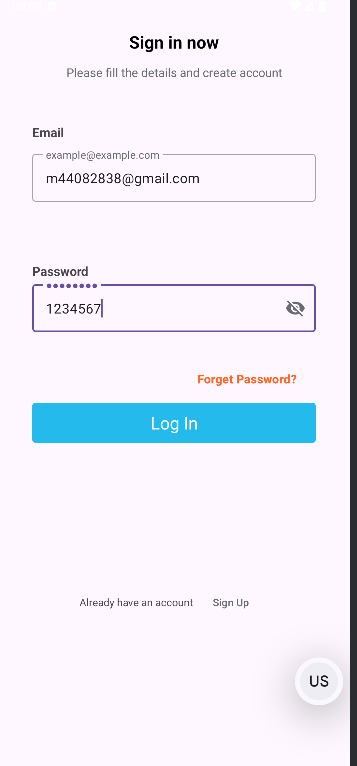 Sign in now
Please fill the details and create account
Email
example@example.com
m44082838@gmail.com
Password
••••••••
1234567
Forget Password?
Log In
Already have an account Sign Up
US